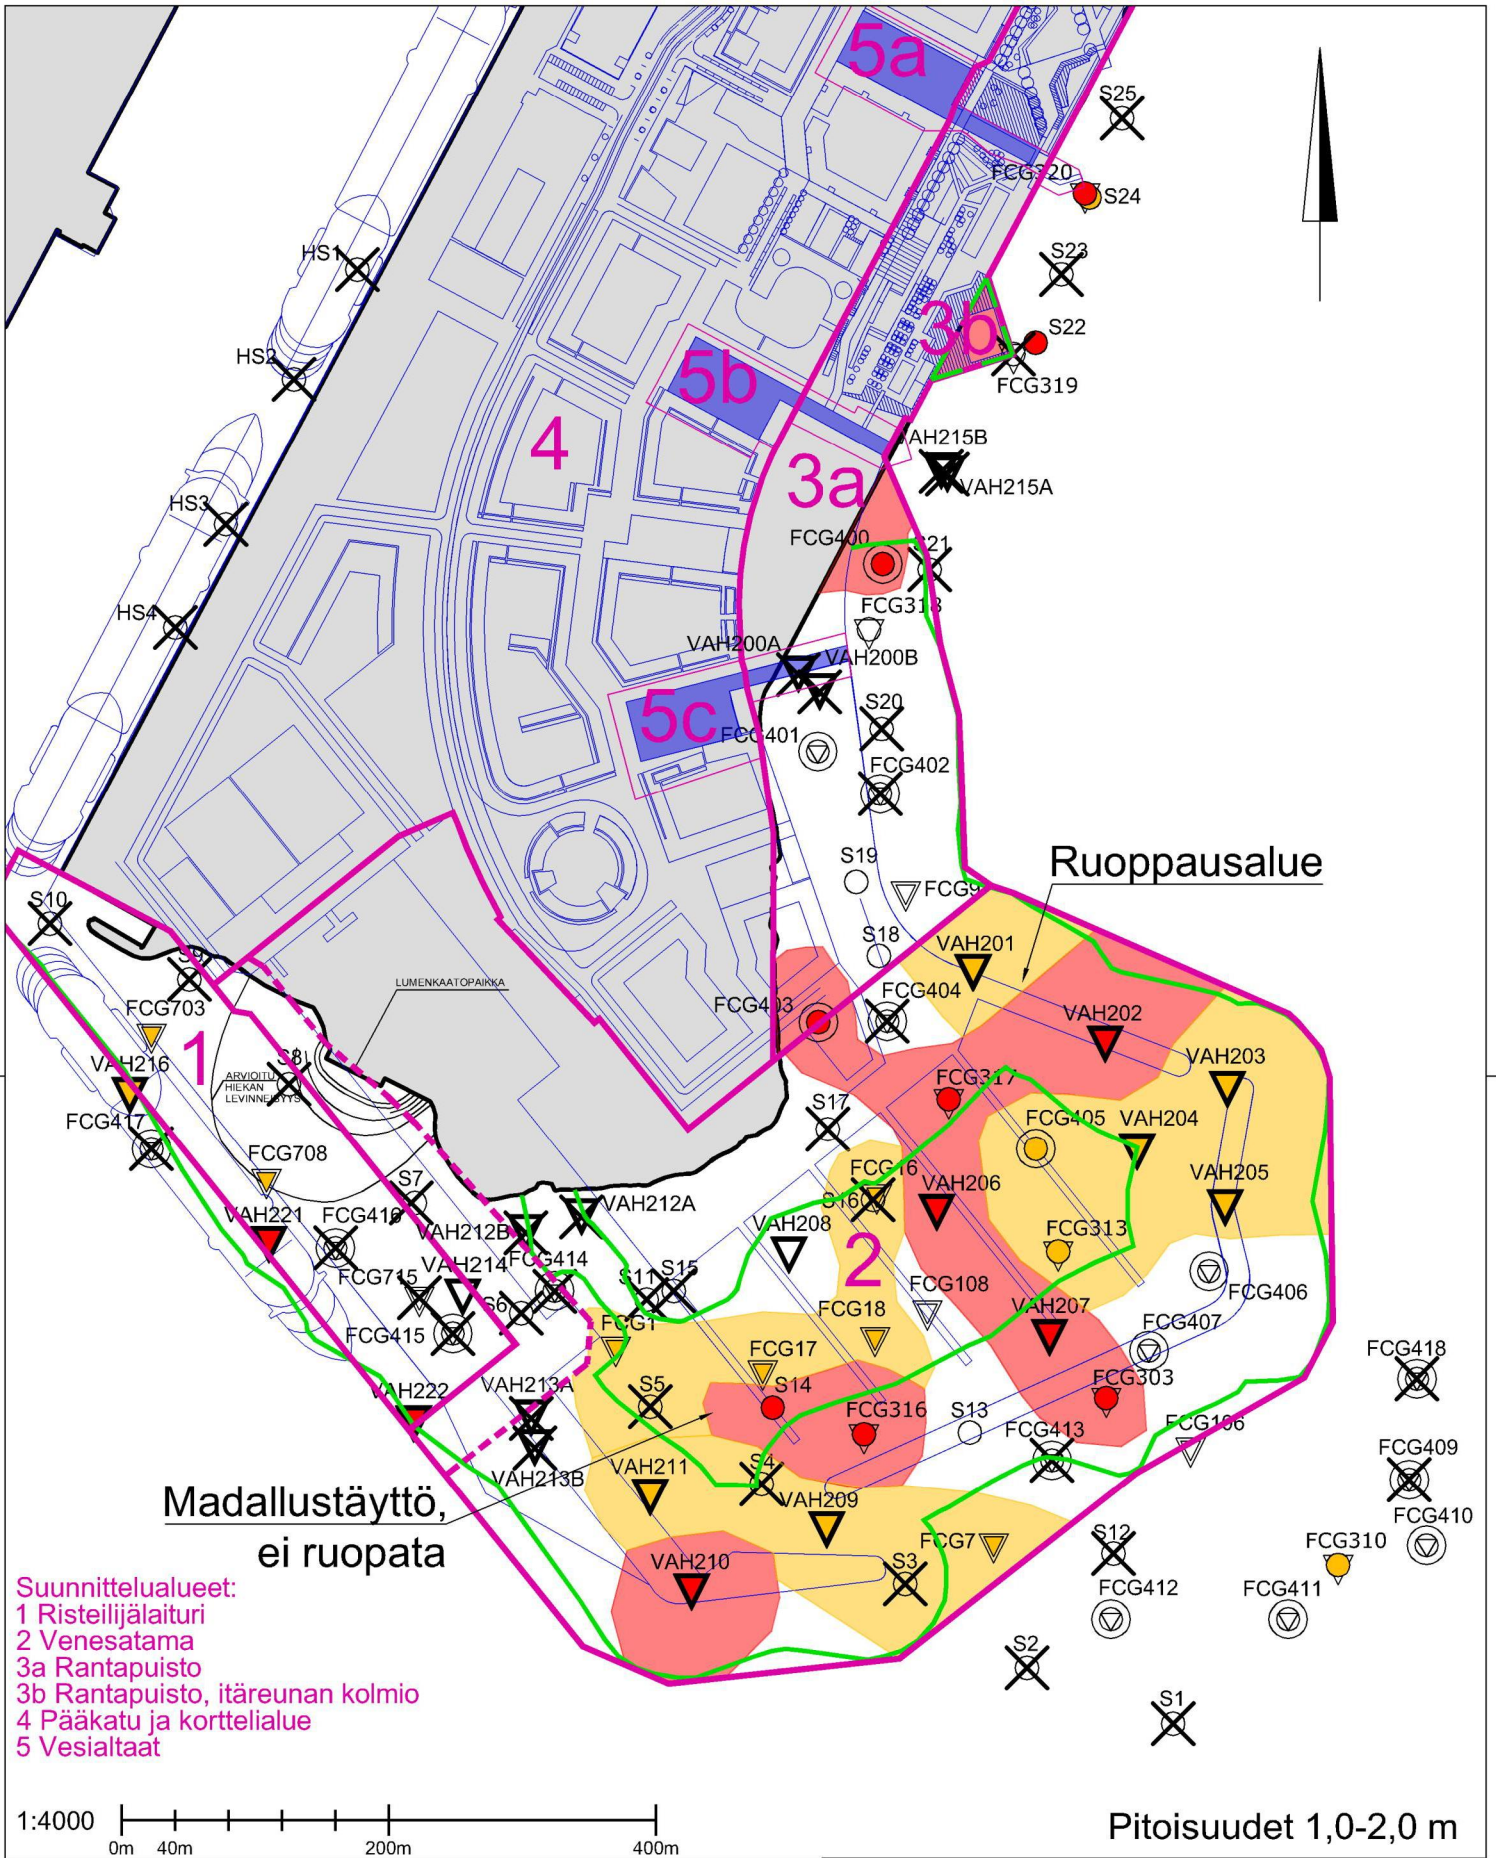 5a
S25
FCG320
S24
S23
HS1
3b
S22
HS2
FCG319
5b
4
VAH215B
3a
VAH215A
HS3
FCG400
S21
FCG318
HS4
VAH200A
VAH200B
5c
S20
FCG401
FCG402
Ruoppausalue
S19
FCG9
S10
S18
VAH201
S9
LUMENKAATOPAIKKA
FCG703
FCG403
FCG404
VAH202
1
VAH216
S8
VAH203
ARVIOITU
HIEKAN
LEVINNEISYYS
FCG317
S17
FCG417
FCG405
VAH204
FCG708
FCG16
S16
VAH206
VAH205
S7
VAH212A
VAH221
FCG416
VAH212B
VAH208
FCG313
2
FCG414
VAH214
FCG715
S11
S15
FCG406
S6
FCG108
VAH207
FCG415
FCG1
FCG18
FCG407
FCG17
FCG418
VAH222
VAH213A
S5
S14
FCG303
FCG316
S13
FCG413
FCG106
FCG409
VAH213B
VAH211
S4
Madallustäyttö,
ei ruopata
VAH209
FCG410
FCG7
S12
FCG310
VAH210
S3
FCG412
FCG411
S2
S1
Suunnittelualueet:
1 Risteilijälaituri
2 Venesatama
3a Rantapuisto
3b Rantapuisto, itäreunan kolmio
4 Pääkatu ja korttelialue
5 Vesialtaat
1:4000
0m 40m 200m 400m
Pitoisuudet 1,0-2,0 m